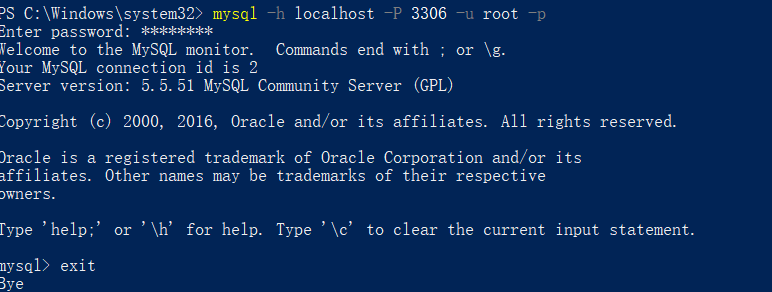 PS C:\Windows\system32> mysql -h localhost -P 3306 -u root -p
Enter password: ********
Welcome to the MySQL monitor.  Commands end with ; or \g.
Your MySQL connection id is 2
Server version: 5.5.51 MySQL Community Server (GPL)
Copyright (c) 2000, 2016, Oracle and/or its affiliates. All rights reserved.
Oracle is a registered trademark of Oracle Corporation and/or its
affiliates. Other names may be trademarks of their respective
owners.
Type 'help;' or '\h' for help. Type '\c' to clear the current input statement.
mysql> exit
Bye